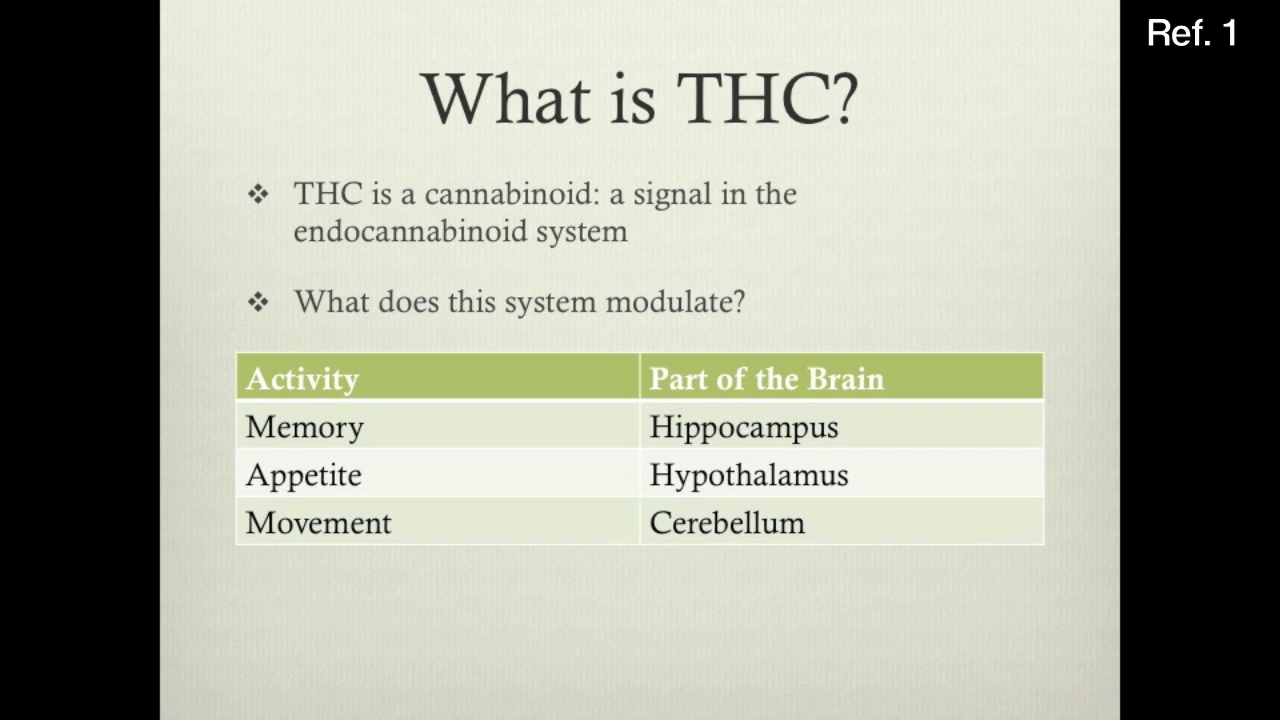 Ref. 1
What is THC?
❖ THC is a cannabinoid: a signal in the
endocannabinoid system
❖ What does this system modulate?
Activity Part of the Brain
Memory Hippocampus
Appetite Hypothalamus
Movement Cerebellum